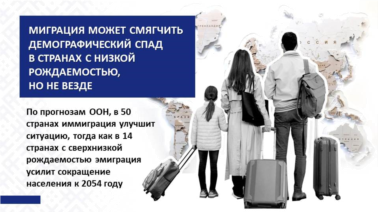 МИГРАЦИЯ МОЖЕТ СМЯГЧИТЬ
ДЕМОГРАФИЧЕСКИЙ СПАД
В СТРАНАХ С НИЗКОЙ
РОЖДАЕМОСТЬЮ,
НО НЕ ВЕЗДЕ
По прогнозам ООН, в 50
странах иммиграция улучшит
ситуацию, тогда как в 14
странах с сверхнизкой
рождаемостью эмиграция
усилит сокращение
населения к 2054 году